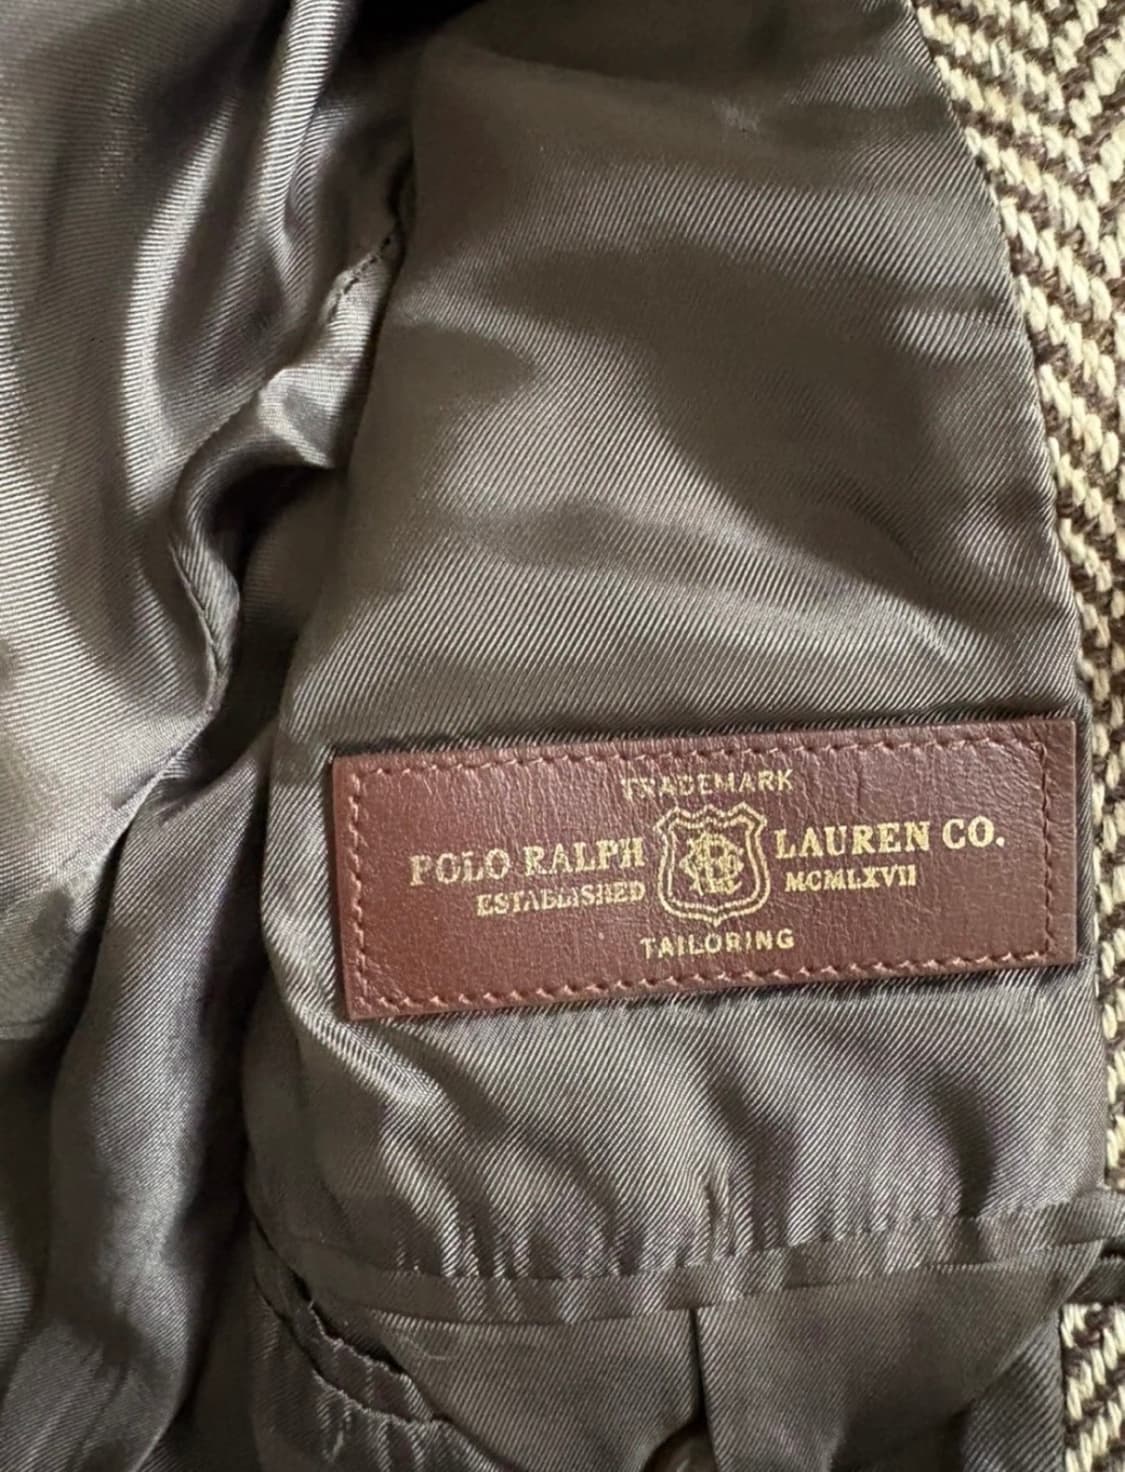 TRADEMARK
POLO RALPH LAUREN CO.
ESTABLISHED MCMLXVII
TAILORING